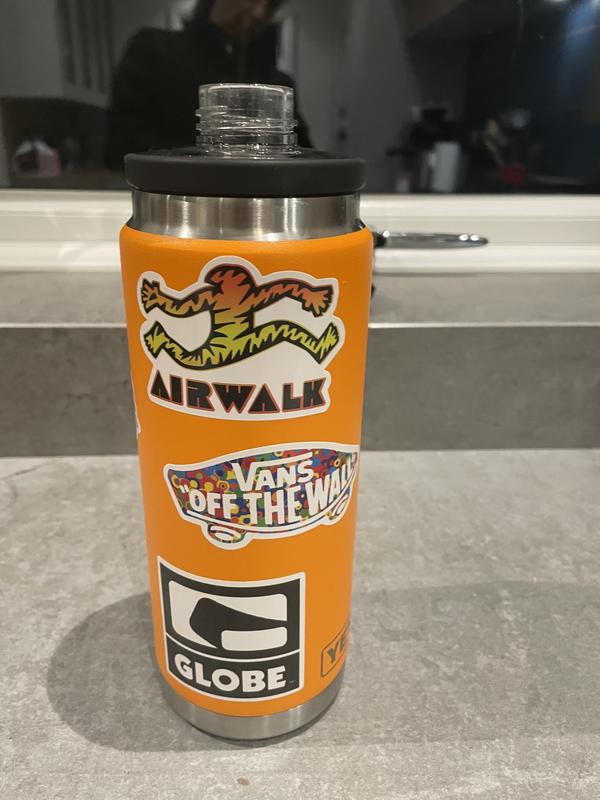 AIRWALK
VANS
"OFF THE WALL"
GLOBE